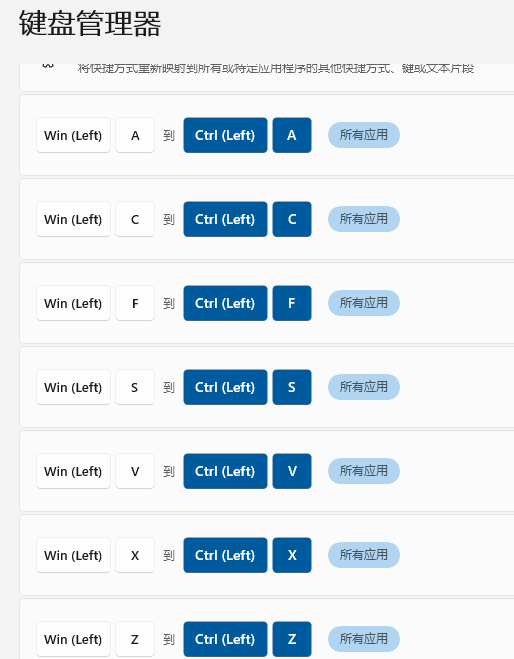 键盘管理器
将快捷方式重新映射到所有或特定应用程序的其他快捷方式、键或文本片段
Win (Left) A 到 Ctrl (Left) A 所有应用
Win (Left) C 到 Ctrl (Left) C 所有应用
Win (Left) F 到 Ctrl (Left) F 所有应用
Win (Left) S 到 Ctrl (Left) S 所有应用
Win (Left) V 到 Ctrl (Left) V 所有应用
Win (Left) X 到 Ctrl (Left) X 所有应用
Win (Left) Z 到 Ctrl (Left) Z 所有应用